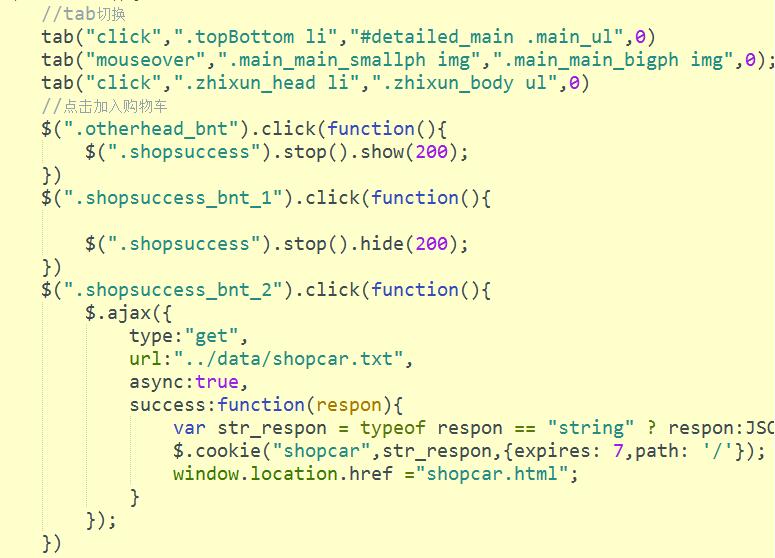 //tab切换
tab("click",".topBottom li","#detailed_main .main_ul",0)
tab("mouseover",".main_main_smallph img",".main_main_bigph img",0);
tab("click",".zhixun_head li",".zhixun_body ul",0)
//点击加入购物车
$(".otherhead_bnt").click(function(){
    $(".shopsuccess").stop().show(200);
})
$(".shopsuccess_bnt_1").click(function(){
    $(".shopsuccess").stop().hide(200);
})
$(".shopsuccess_bnt_2").click(function(){
    $.ajax({
        type:"get",
        url:"../data/shopcar.txt",
        async:true,
        success:function(respon){
            var str_respon = typeof respon == "string" ? respon:JSO
            $.cookie("shopcar",str_respon,{expires: 7,path: '/'});
            window.location.href ="shopcar.html";
        }
    });
})